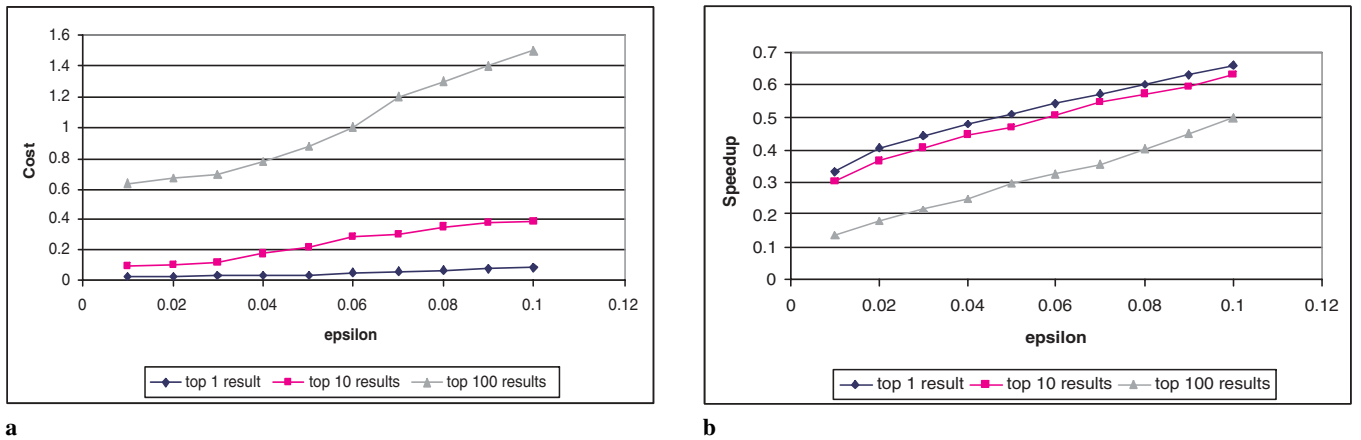 1.6
1.4
1.2
1
0.8
0.6
0.4
0.2
0
Cost
0 0.02 0.04 0.06 0.08 0.1 0.12
epsilon
top 1 result top 10 results top 100 results
a
0.7
0.6
0.5
0.4
0.3
0.2
0.1
0
Speedup
0 0.02 0.04 0.06 0.08 0.1 0.12
epsilon
top 1 result top 10 results top 100 results
b